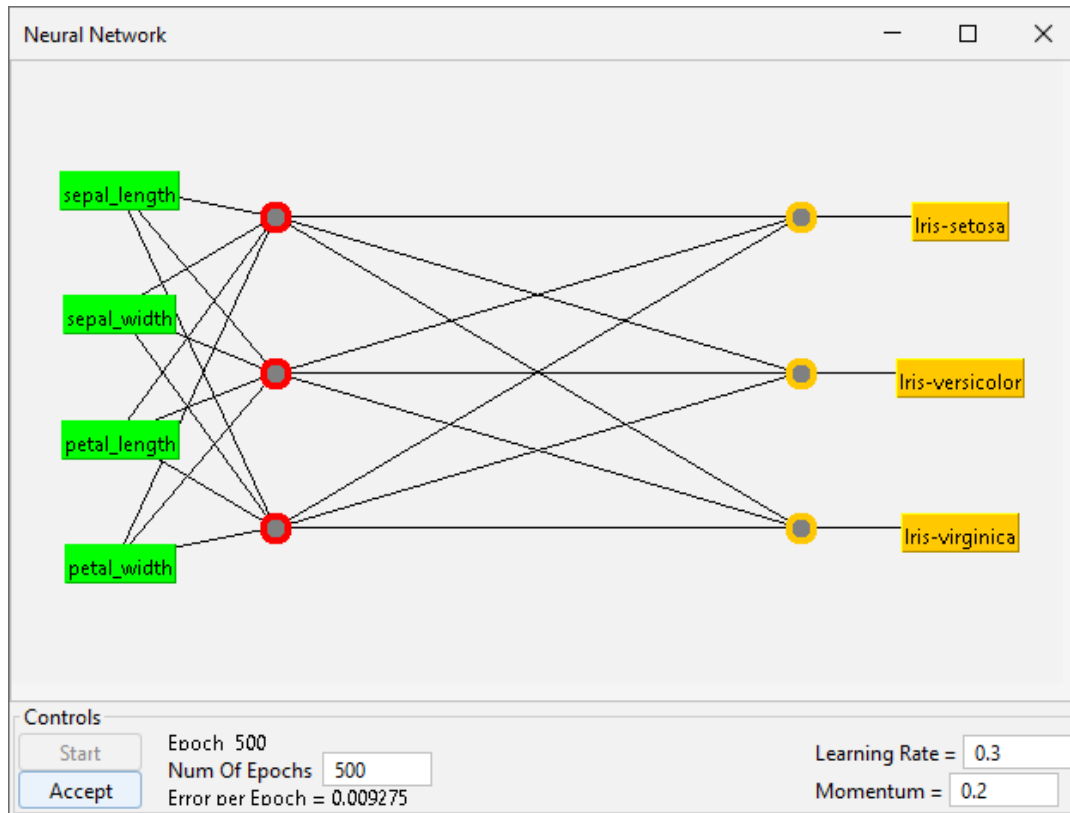 Neural Network
sepal_length
Iris-setosa
sepal_width
Iris-versicolor
petal_length
Iris-virginica
petal_width
Controls
Start
Accept
Epoch 500
Num Of Epochs 500
Error per Epoch = 0.009275
Learning Rate = 0.3
Momentum = 0.2